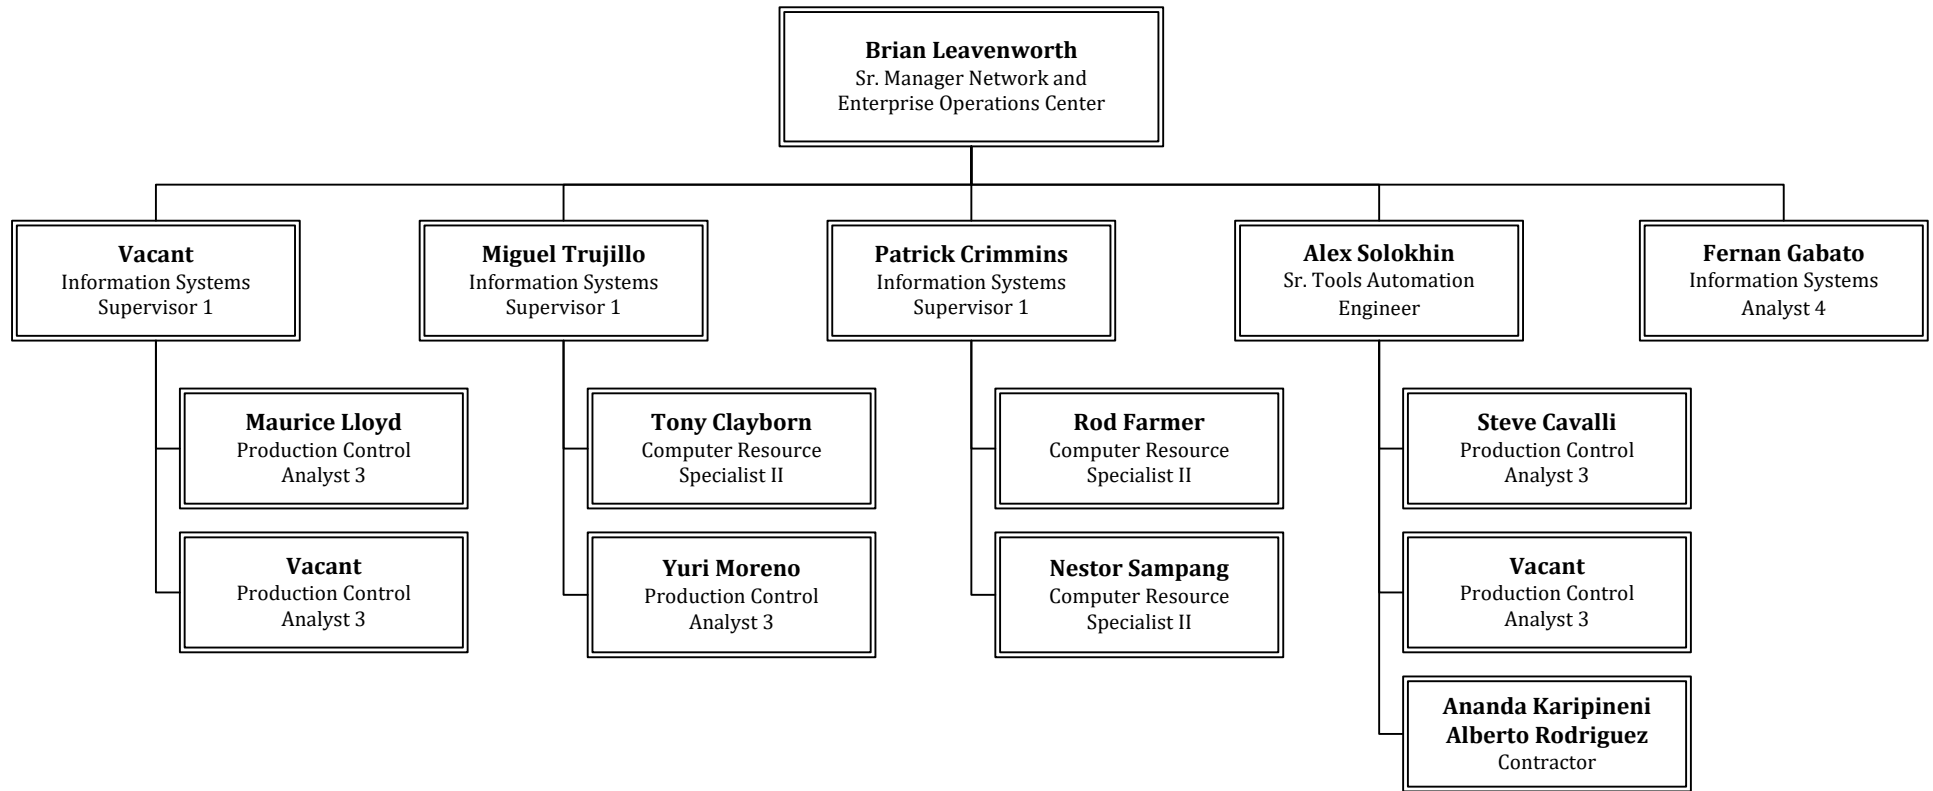 Brian Leavenworth
Sr. Manager Network and
Enterprise Operations Center
Vacant
Information Systems
Supervisor 1
Miguel Trujillo
Information Systems
Supervisor 1
Patrick Crimmins
Information Systems
Supervisor 1
Alex Solokhin
Sr. Tools Automation
Engineer
Fernan Gabato
Information Systems
Analyst 4
Maurice Lloyd
Production Control
Analyst 3
Tony Clayborn
Computer Resource
Specialist II
Rod Farmer
Computer Resource
Specialist II
Steve Cavalli
Production Control
Analyst 3
Vacant
Production Control
Analyst 3
Yuri Moreno
Production Control
Analyst 3
Nestor Sampang
Computer Resource
Specialist II
Vacant
Production Control
Analyst 3
Ananda Karipineni
Alberto Rodriguez
Contractor